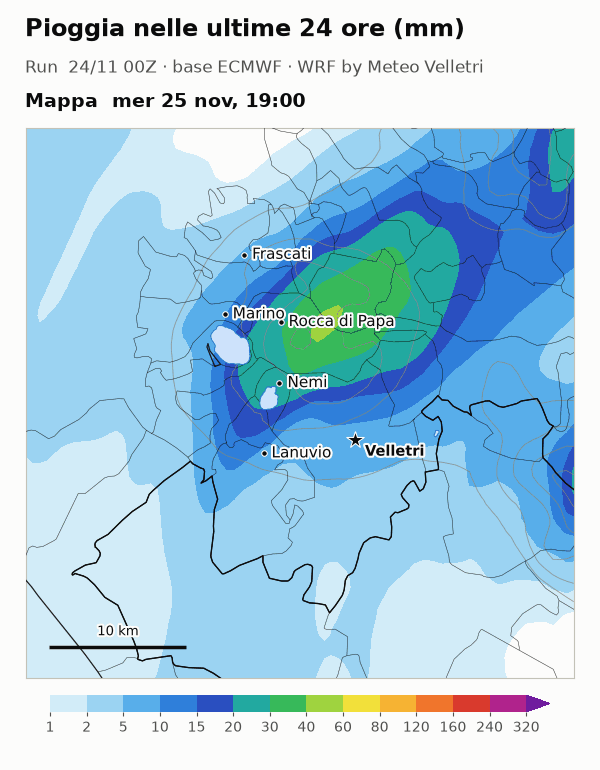 Pioggia nelle ultime 24 ore (mm)
Run 24/11 00Z · base ECMWF · WRF by Meteo Velletri
Mappa mer 25 nov, 19:00
Frascati
Marino
Rocca di Papa
Nemi
Velletri
Lanuvio
10 km
1 2 5 10 15 20 30 40 60 80 120 160 240 320